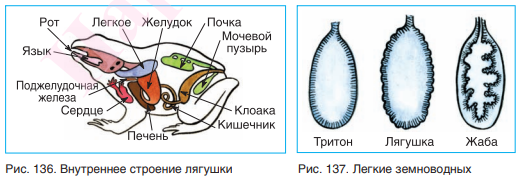 Рот
Легкое
Желудок
Почка
Мочевой
пузырь
Язык
Поджелудочная
железа
Сердце
Печень
Клоака
Кишечник
Рис. 136. Внутреннее строение лягушки
Тритон
Лягушка
Жаба
Рис. 137. Легкие земноводных